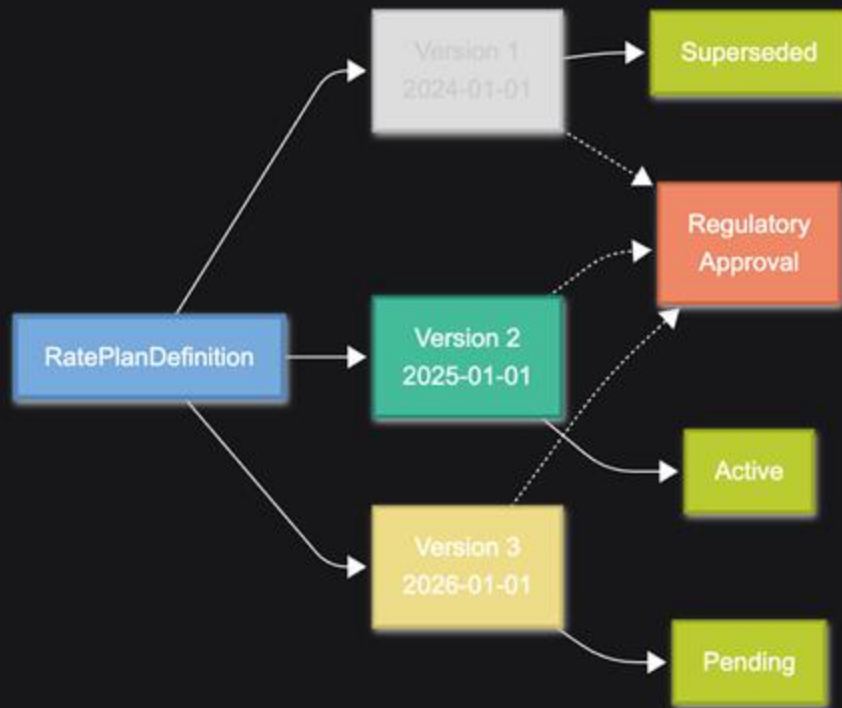 Version 1
2024-01-01
Superseded
Regulatory
Approval
RatePlanDefinition
Version 2
2025-01-01
Active
Version 3
2026-01-01
Pending